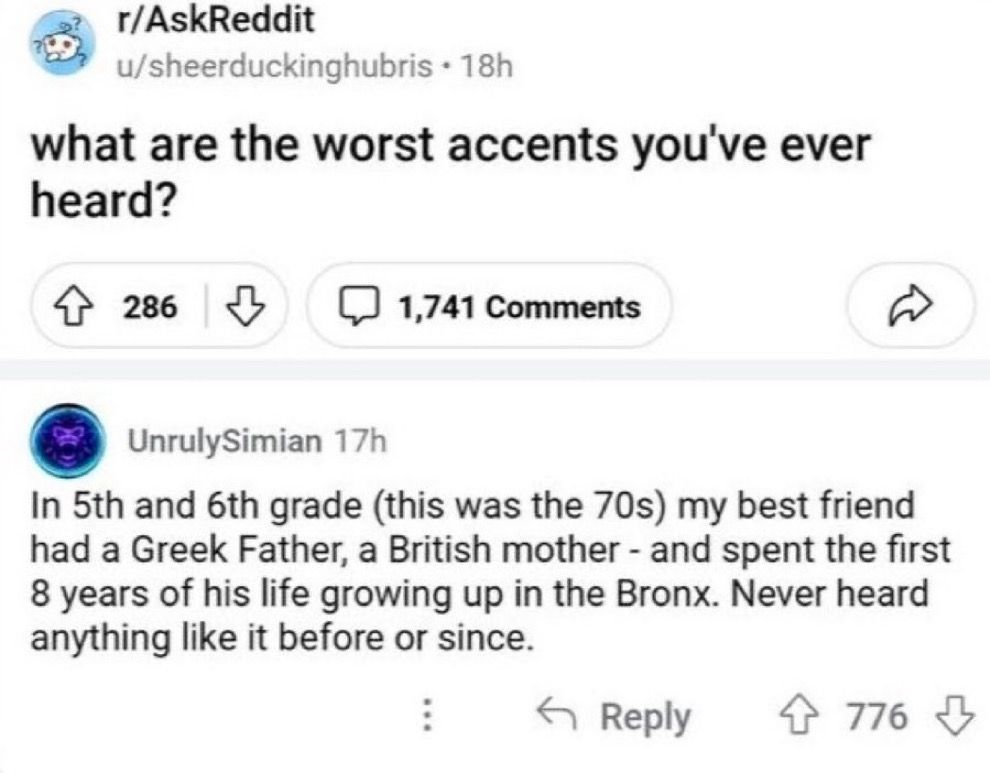 r/AskReddit
u/sheerduckinghubris • 18h
what are the worst accents you've ever
heard?
286
1,741 Comments
UnrulySimian 17h
In 5th and 6th grade (this was the 70s) my best friend
had a Greek Father, a British mother - and spent the first
8 years of his life growing up in the Bronx. Never heard
anything like it before or since.
Reply 776